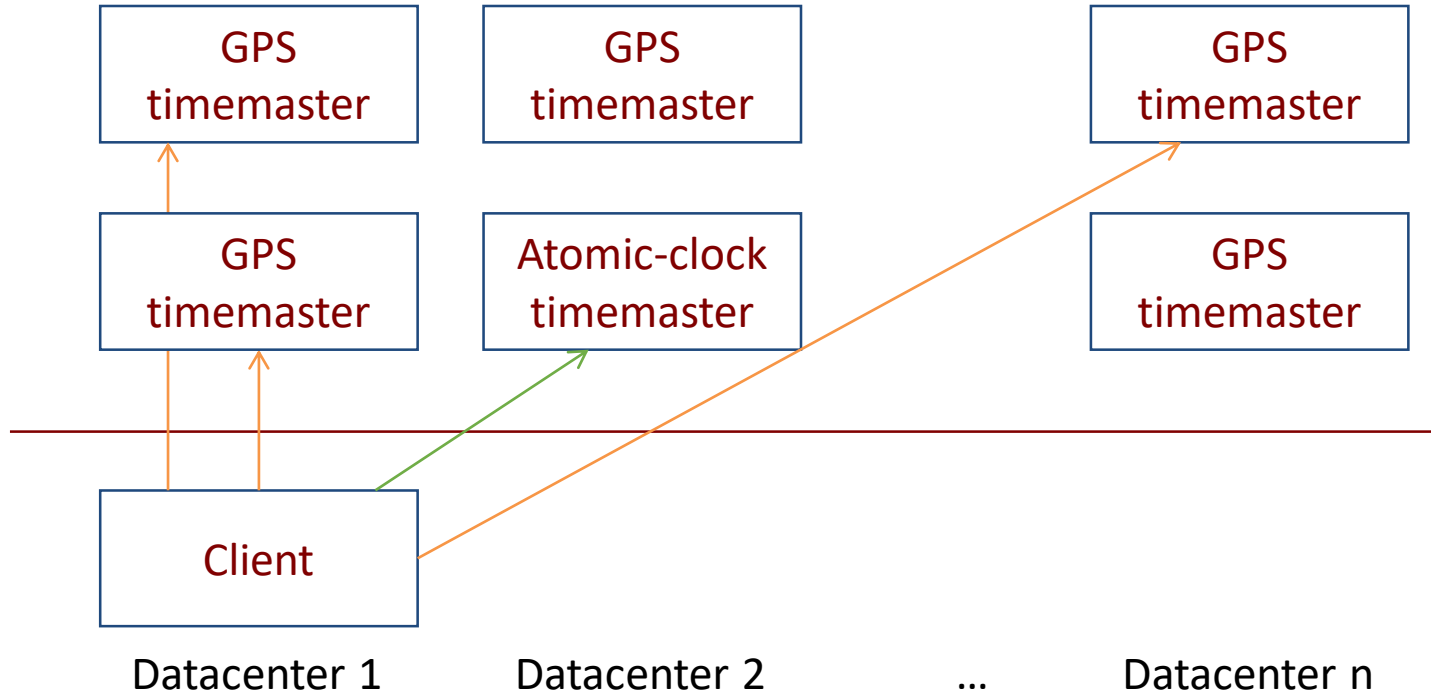 GPS
timemaster
GPS
timemaster
GPS
timemaster
GPS
timemaster
Atomic-clock
timemaster
GPS
timemaster
Client
Datacenter 1
Datacenter 2
...
Datacenter n